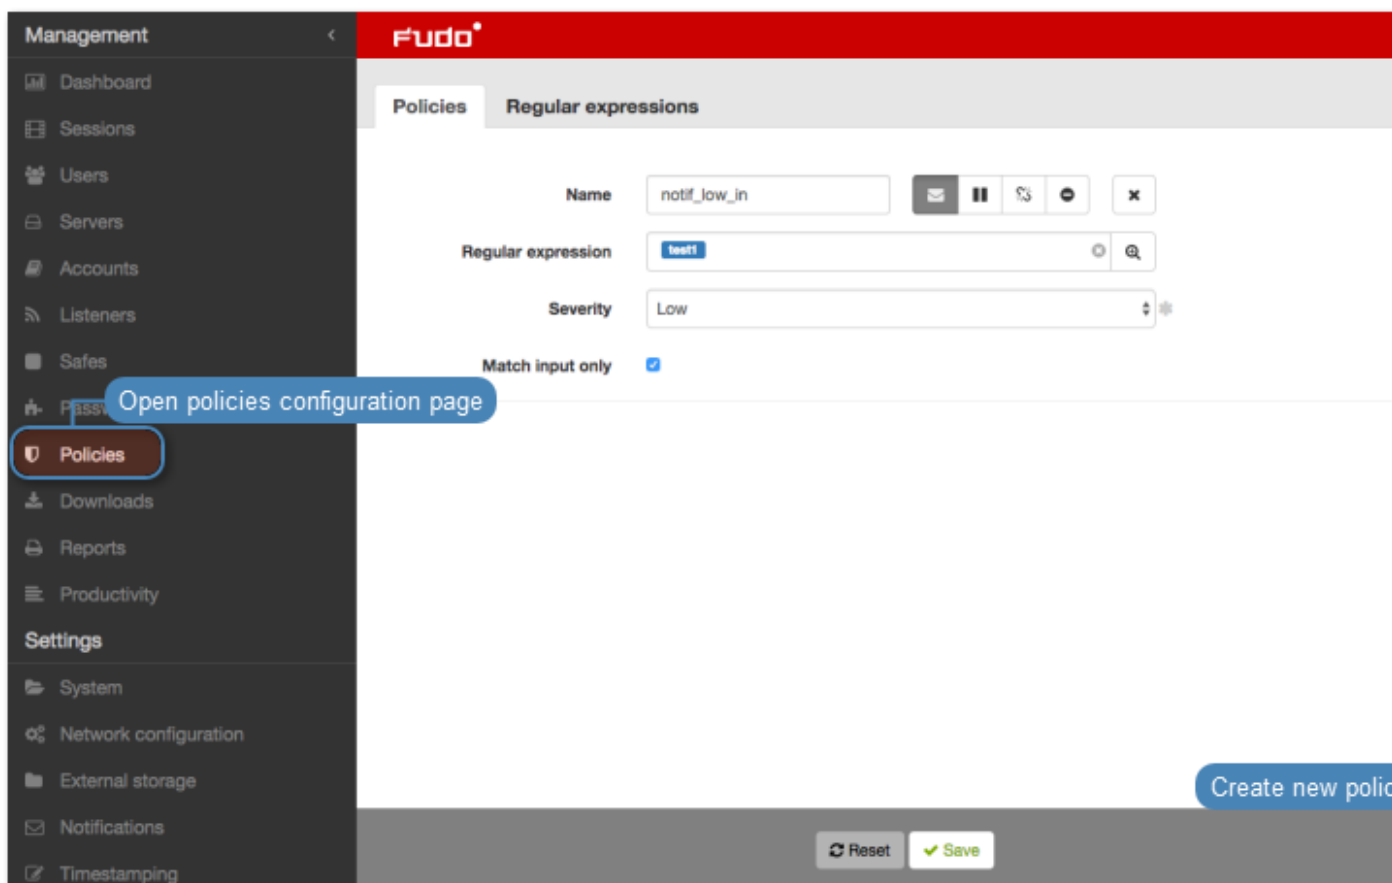 Management
Fudo
Dashboard
Policies
Regular expressions
Sessions
Users
Name
notif_low_in
Servers
Regular expression
test1
Accounts
Listeners
Severity
Low
Safes
Match input only
Open policies configuration page
Policies
Downloads
Reports
Productivity
Settings
System
Network configuration
External storage
Create new
Notifications
Reset
Save
Timestamping